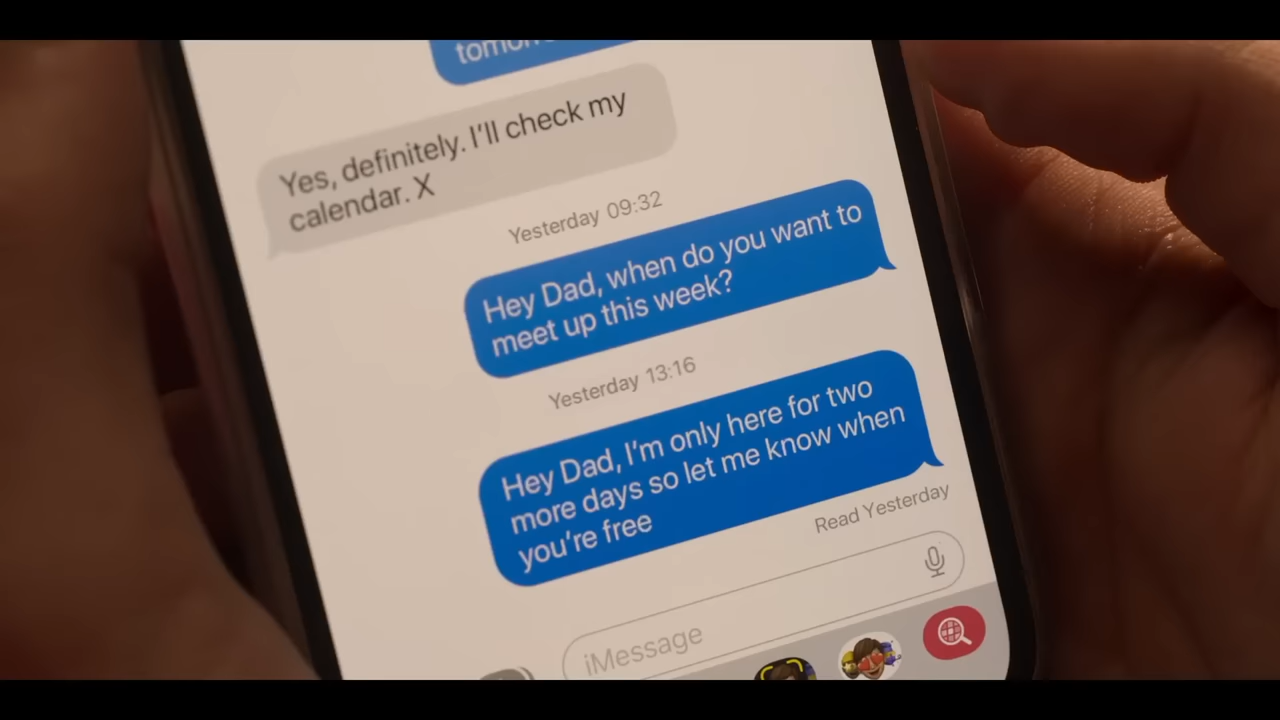 Yes, definitely. I'll check my
calendar. X
Yesterday 09:32
Hey Dad, when do you want to
meet up this week?
Yesterday 13:16
Hey Dad, I'm only here for two
more days so let me know when
you're free
Read Yesterday
iMessage